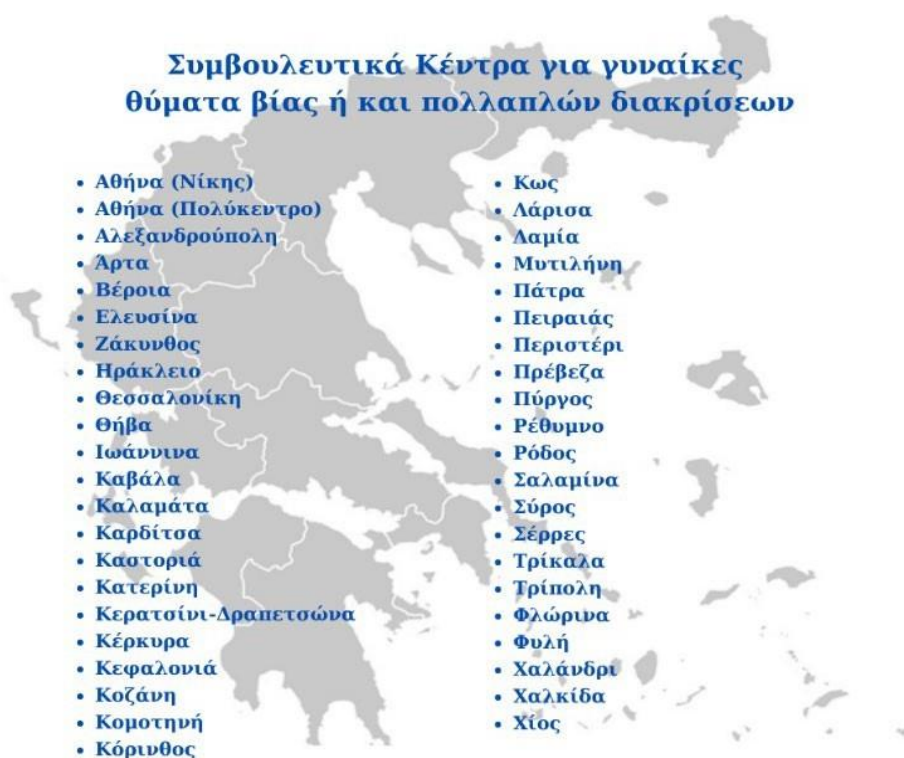 Συμβουλευτικά Κέντρα για γυναίκες
θύματα βίας ή και πολλαπλών διακρίσεων
• Αθήνα (Νίκης)
• Αθήνα (Πολύκεντρο)
• Αλεξανδρούπολη
• Άρτα
• Βέροια
• Ελευσίνα
• Ζάκυνθος
• Ηράκλειο
• Θεσσαλονίκη
• Θήβα
• Ιωάννινα
• Καβάλα
• Καλαμάτα
• Καρδίτσα
• Καστοριά
• Κατερίνη
• Κερατσίνι-Δραπετσώνα
• Κέρκυρα
• Κεφαλονιά
• Κοζάνη
• Κομοτηνή
• Κόρινθος
• Κως
• Λάρισα
• Λαμία
• Μυτιλήνη
• Πάτρα
• Πειραιάς
• Περιστέρι
• Πρέβεζα
• Πύργος
• Ρέθυμνο
• Ρόδος
• Σαλαμίνα
• Σύρος
• Σέρρες
• Τρίκαλα
• Τρίπολη
• Φλώρινα
• Φυλή
• Χαλάνδρι
• Χαλκίδα
• Χίος